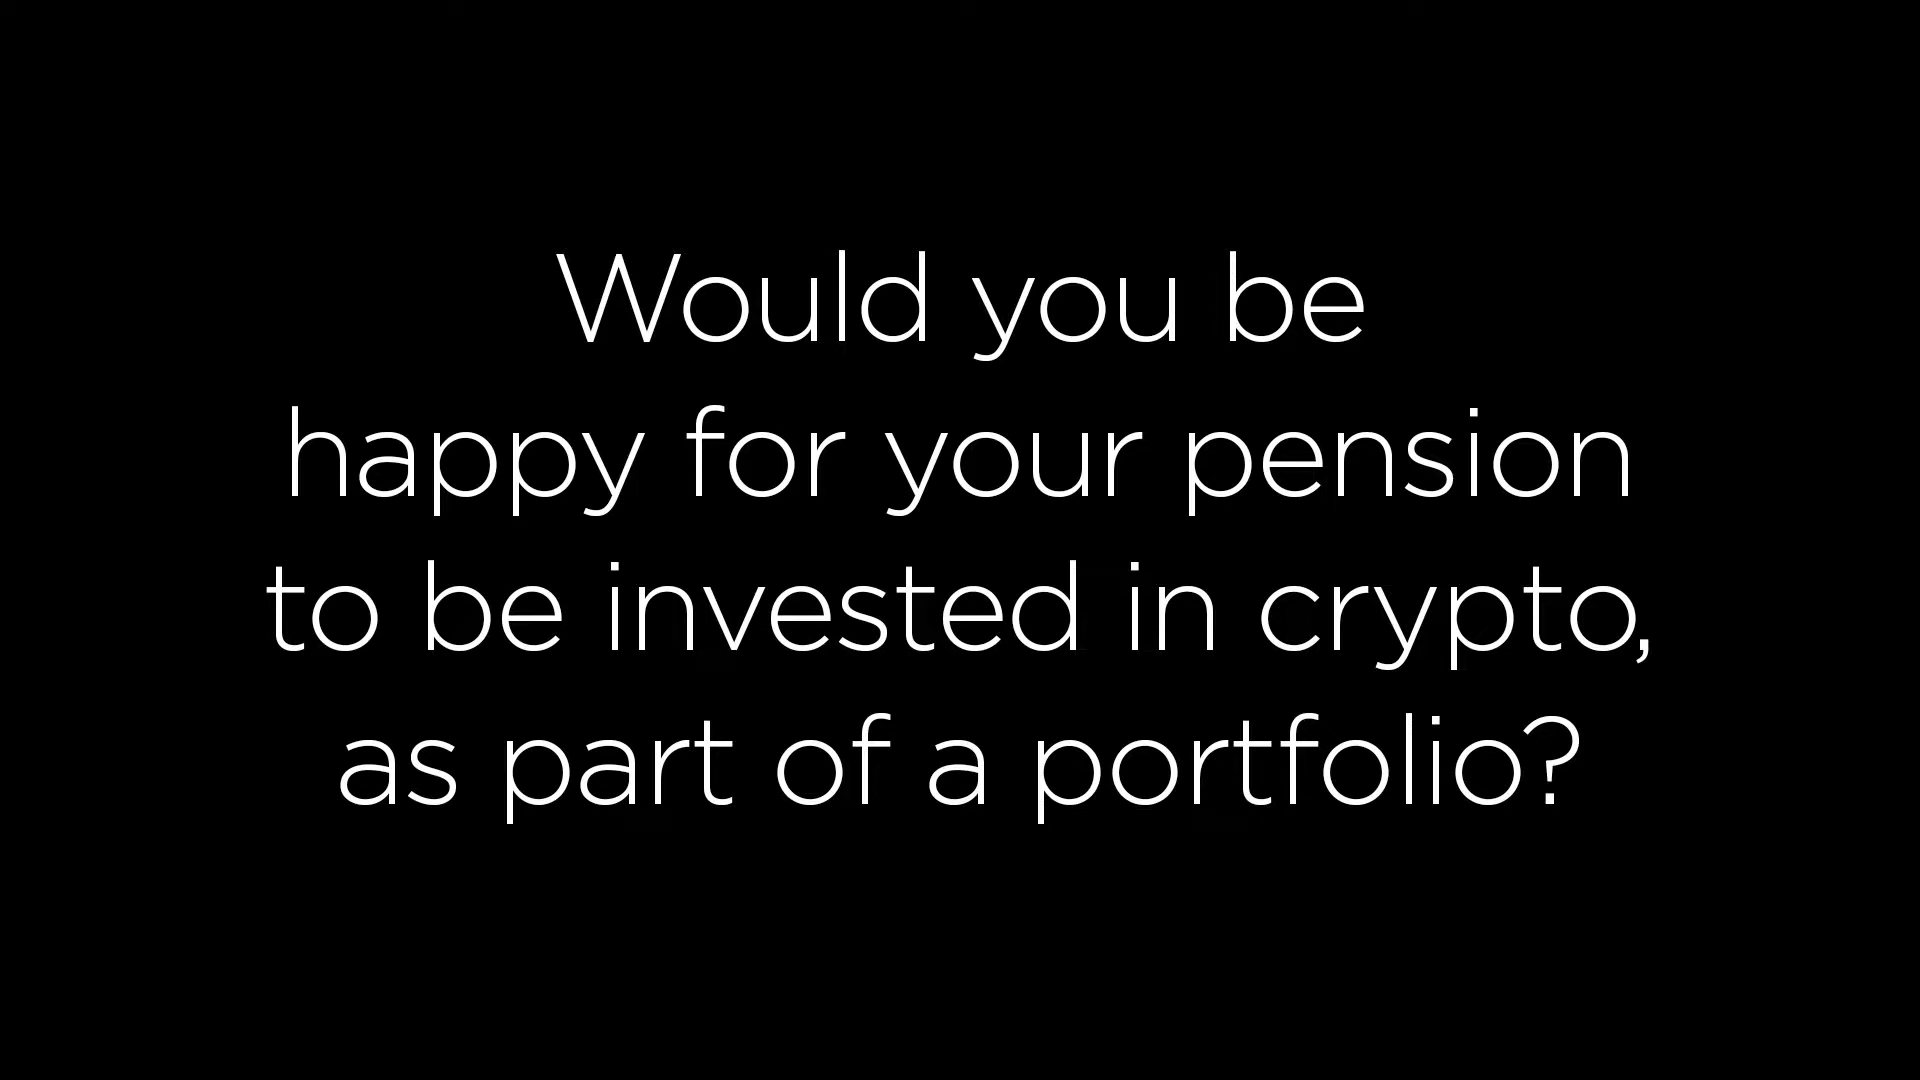 Would you be
happy for your pension
to be invested in crypto,
as part of a portfolio?